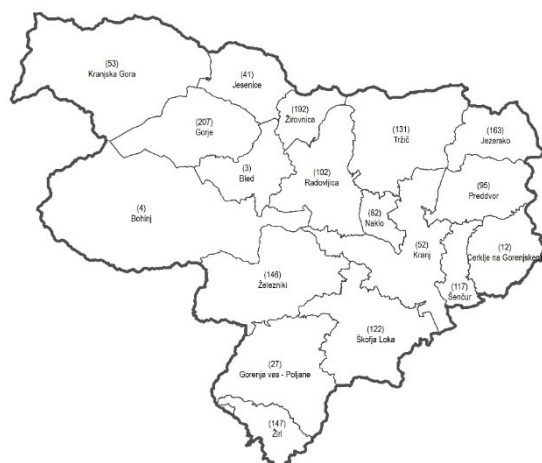 (53)
Kranjska Gora
(41)
Jesenice
(192)
Žirovnica
(131)
Tržič
(163)
Jezersko
(207)
Gorje
(3)
Bled
(102)
Radovljica
(95)
Preddvor
(4)
Bohinj
(82)
Naklo
(52)
Kranj
(12)
Cerklje na Gorenjskem
(146)
Železniki
(117)
Šenčur
(122)
Škofja Loka
(27)
Gorenja vas - Poljane
(147)
Žiri